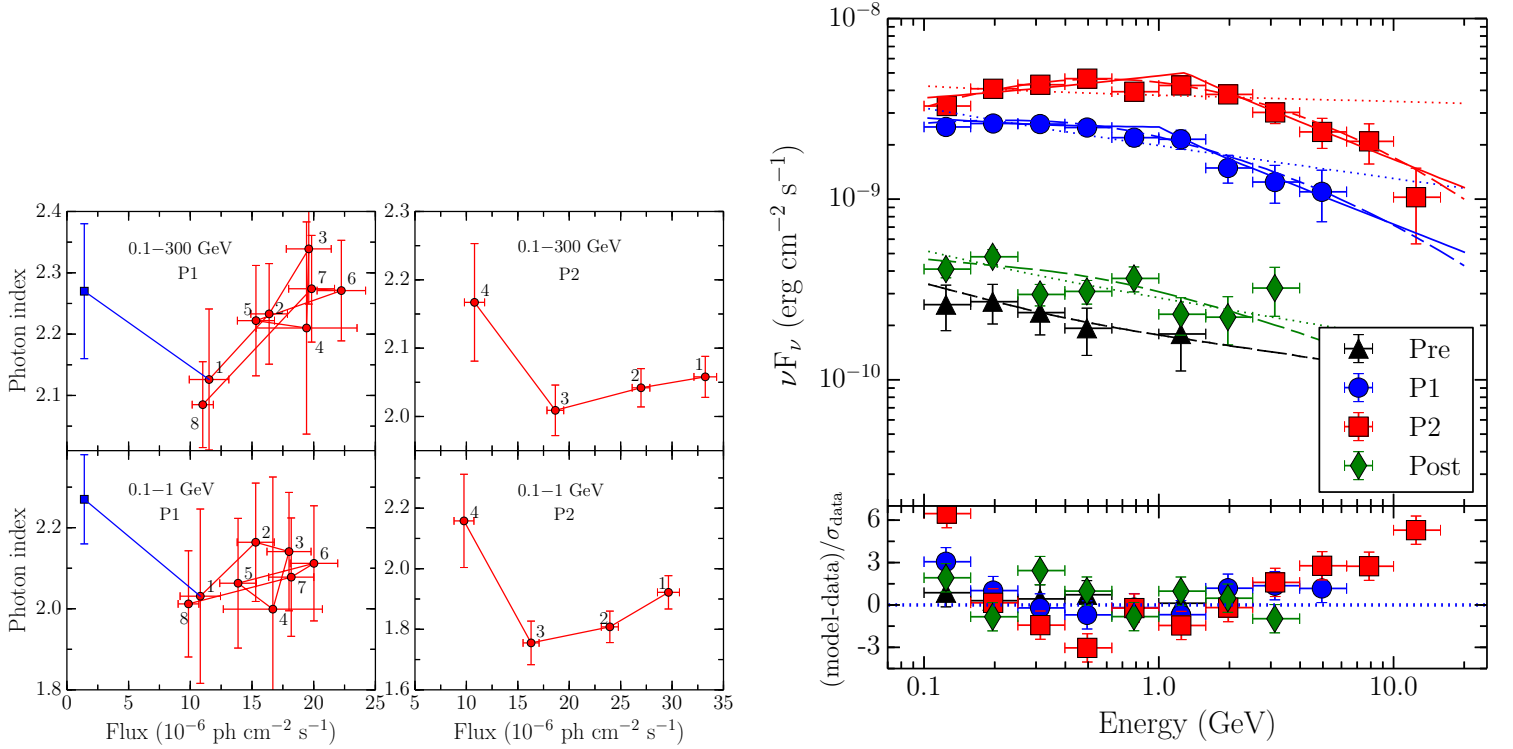 Photon index
2.4
2.3
2.2
2.1
0.1−300 GeV
P1
1
2
3
4
5
6
7
8
2.3
2.2
2.1
2.0
0.1−300 GeV
P2
4
3
2
1
Photon index
2.2
2.0
1.8
0.1−1 GeV
P1
1
2
3
4
5
6
7
8
0 5 10 15 20 25
Flux (10⁻⁶ ph cm⁻² s⁻¹)
2.2
2.0
1.8
1.6
0.1−1 GeV
P2
4
3
2
1
5 10 15 20 25 30 35
Flux (10⁻⁶ ph cm⁻² s⁻¹)
νFν (erg cm⁻² s⁻¹)
10⁻⁸
10⁻⁹
10⁻¹⁰
Pre
P1
P2
Post
(model-data)/σdata
6
3
0
-3
0.1 1.0 10.0
Energy (GeV)